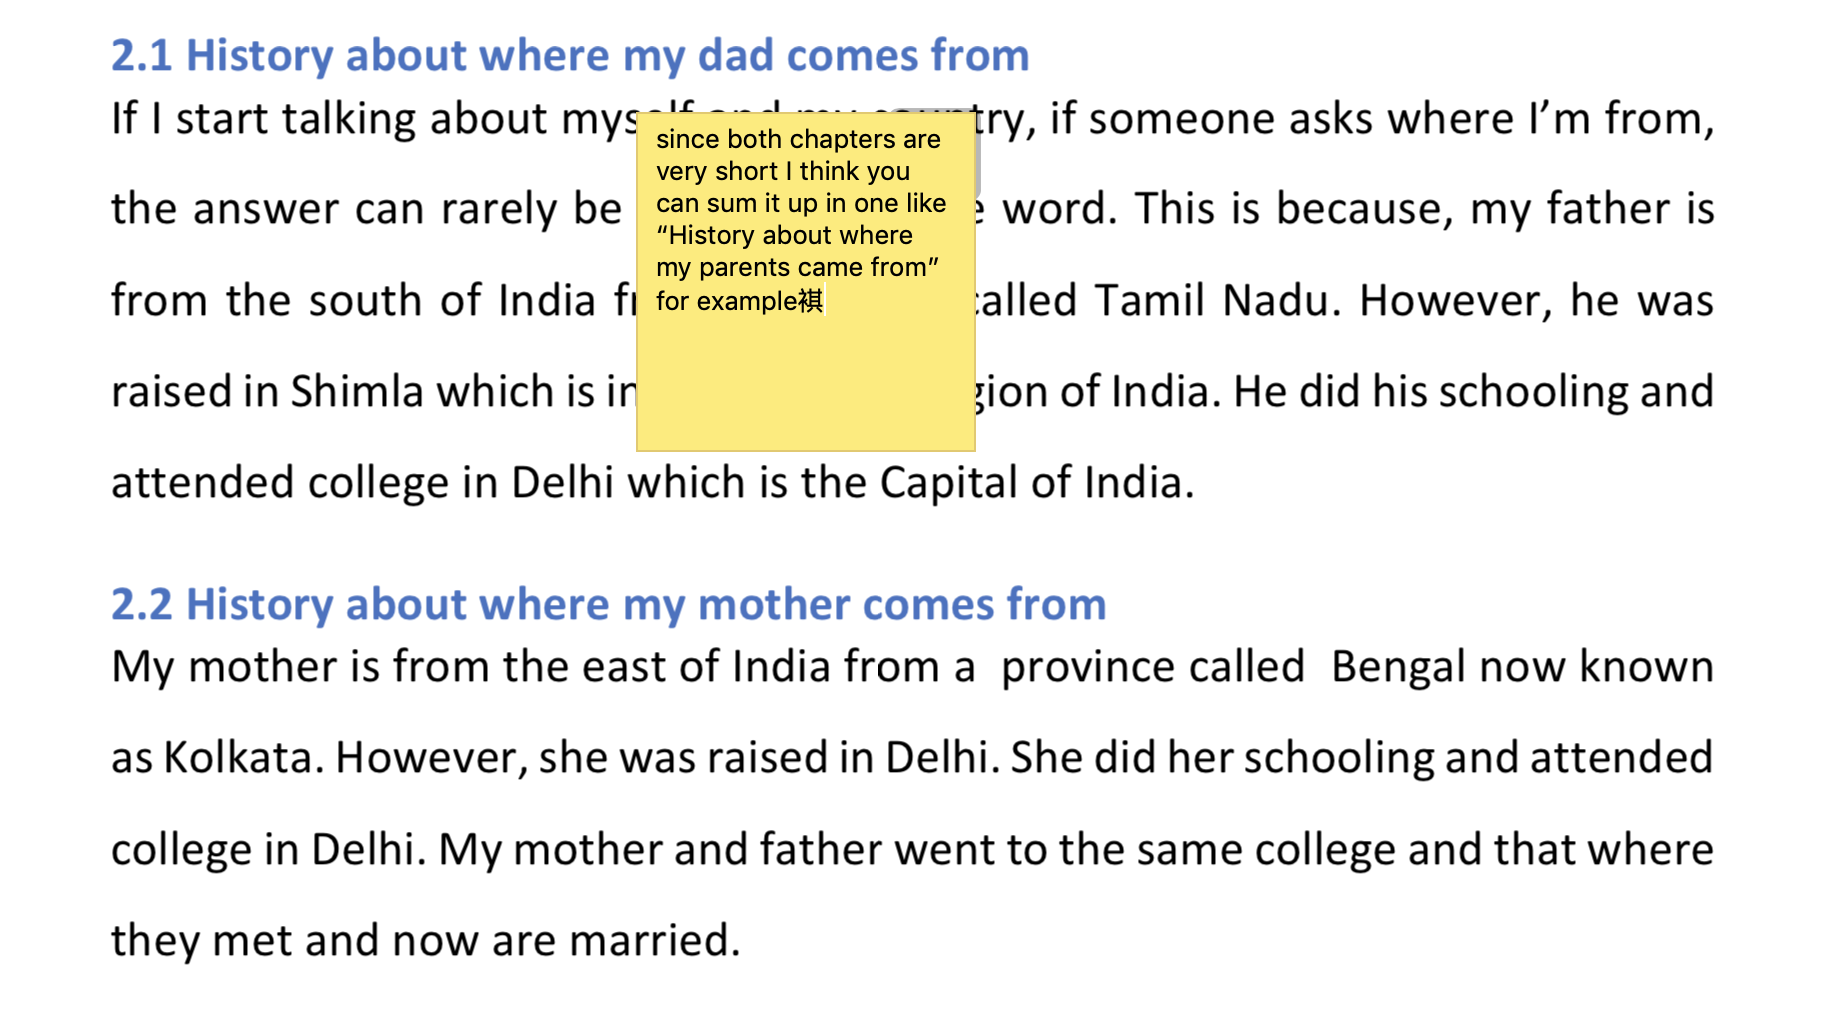 2.1 History about where my dad comes from
If I start talking about myself and my country, if someone asks where I’m from,
the answer can rarely be word. This is because, my father is
from the south of India called Tamil Nadu. However, he was
raised in Shimla which is in of India. He did his schooling and
attended college in Delhi which is the Capital of India.
since both chapters are
very short I think you
can sum it up in one like
“History about where
my parents came from”
for example祺
2.2 History about where my mother comes from
My mother is from the east of India from a province called Bengal now known
as Kolkata. However, she was raised in Delhi. She did her schooling and attended
college in Delhi. My mother and father went to the same college and that where
they met and now are married.